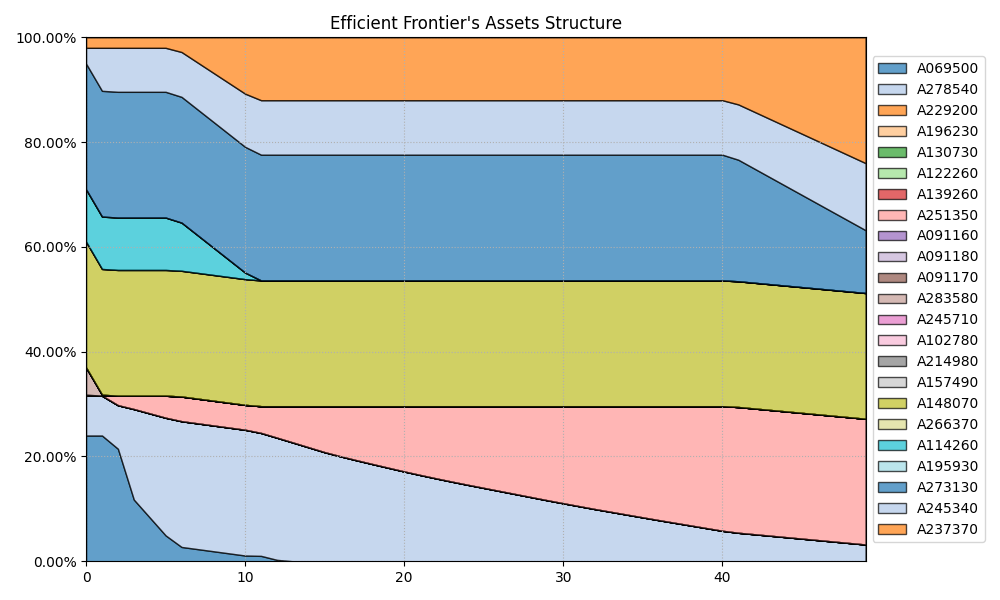 Efficient Frontier's Assets Structure
100.00%
80.00%
60.00%
40.00%
20.00%
0.00%
0
10
20
30
40
A069500
A278540
A229200
A196230
A130730
A122260
A139260
A251350
A091160
A091180
A091170
A283580
A245710
A102780
A214980
A157490
A148070
A266370
A114260
A195930
A273130
A245340
A237370